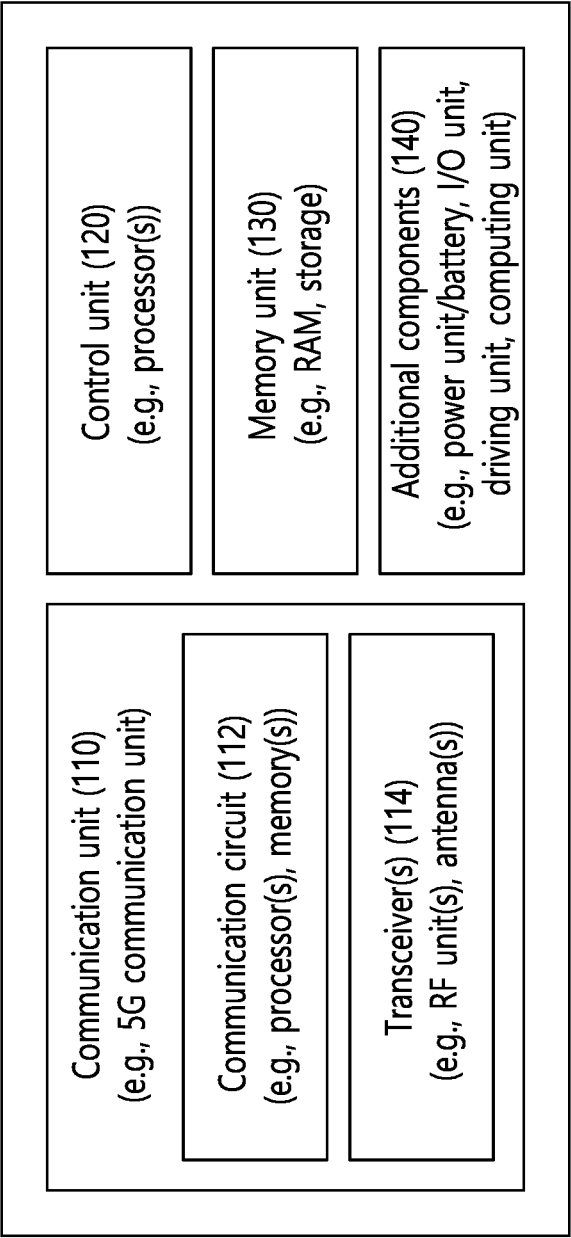 Communication unit (110)
(e.g., 5G communication unit)
Communication circuit (112)
(e.g., processor(s), memory(s))
Transceiver(s) (114)
(e.g., RF unit(s), antenna(s))
Control unit (120)
(e.g., processor(s))
Memory unit (130)
(e.g., RAM, storage)
Additional components (140)
(e.g., power unit/battery, I/O unit,
driving unit, computing unit)